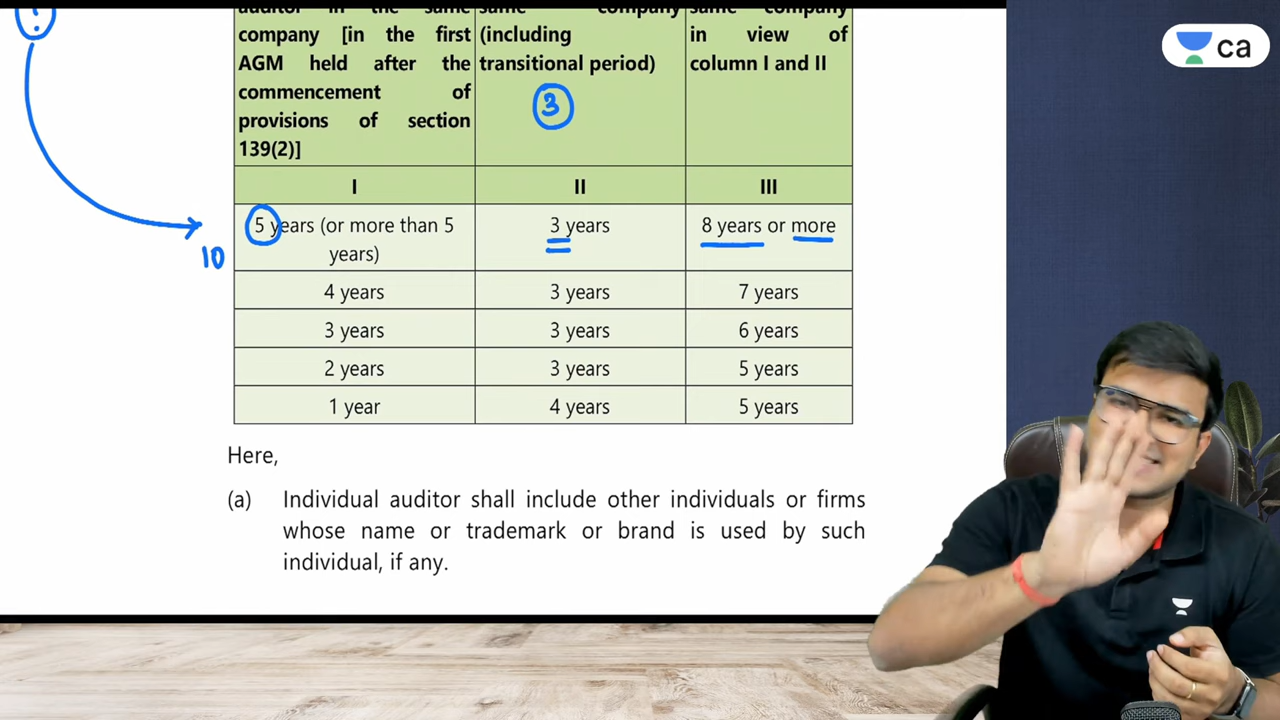 auditor in the same
company [in the first
AGM held after the
commencement of
provisions of section
139(2)]
same company
(including
transitional period)
3
same company
in view of
column I and II
ca
I II III
5 years (or more than 5
years)
3 years
8 years or more
10
4 years 3 years 7 years
3 years 3 years 6 years
2 years 3 years 5 years
1 year 4 years 5 years
Here,
(a) Individual auditor shall include other individuals or firms
whose name or trademark or brand is used by such
individual, if any.